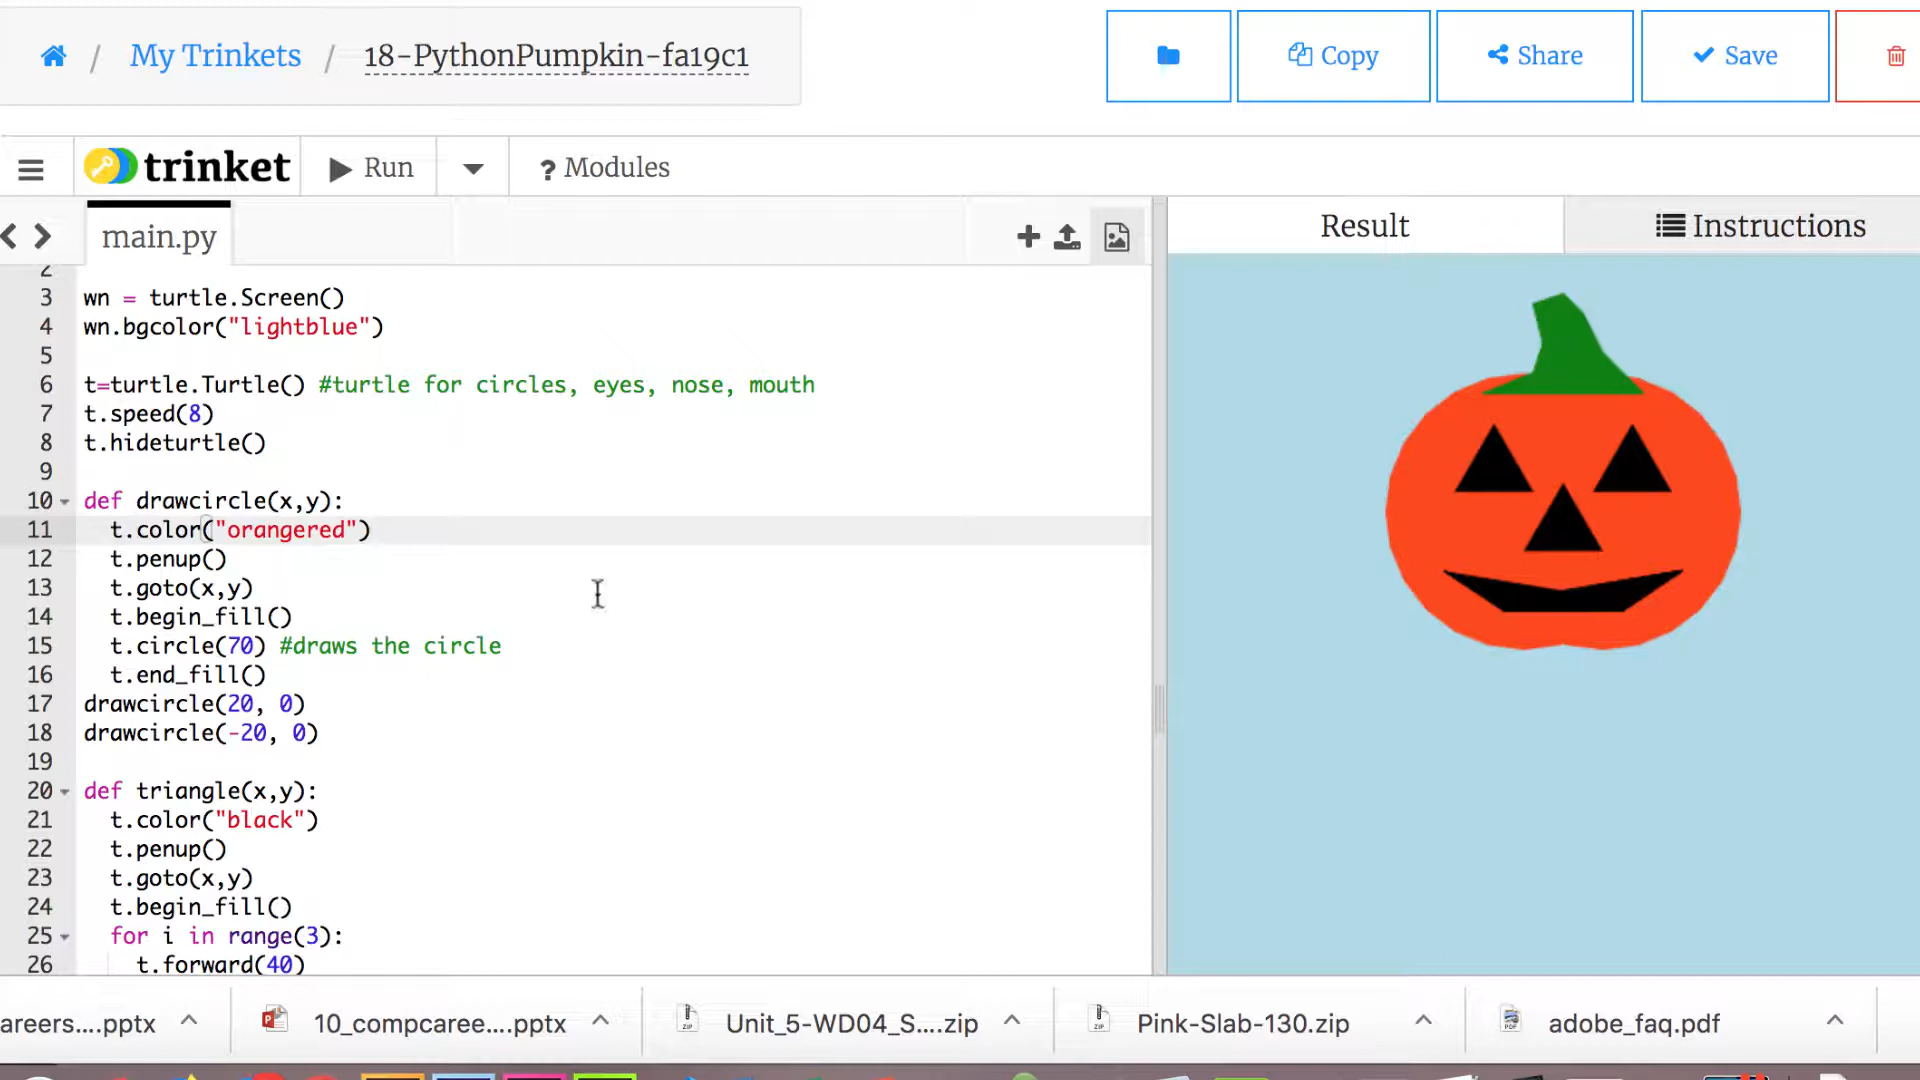 / My Trinkets / 18-PythonPumpkin-fa19c1
Copy Share Save
trinket Run ? Modules
main.py
Result Instructions
2
3 wn = turtle.Screen()
4 wn.bgcolor("lightblue")
5
6 t=turtle.Turtle() #turtle for circles, eyes, nose, mouth
7 t.speed(8)
8 t.hideturtle()
9
10 def drawcircle(x,y):
11 t.color("orangered")
12 t.penup()
13 t.goto(x,y)
14 t.begin_fill()
15 t.circle(70) #draws the circle
16 t.end_fill()
17 drawcircle(20, 0)
18 drawcircle(-20, 0)
19
20 def triangle(x,y):
21 t.color("black")
22 t.penup()
23 t.goto(x,y)
24 t.begin_fill()
25 for i in range(3):
26 t.forward(40)
areers....pptx 10_compcaree....pptx Unit_5-WD04_S....zip Pink-Slab-130.zip adobe_faq.pdf